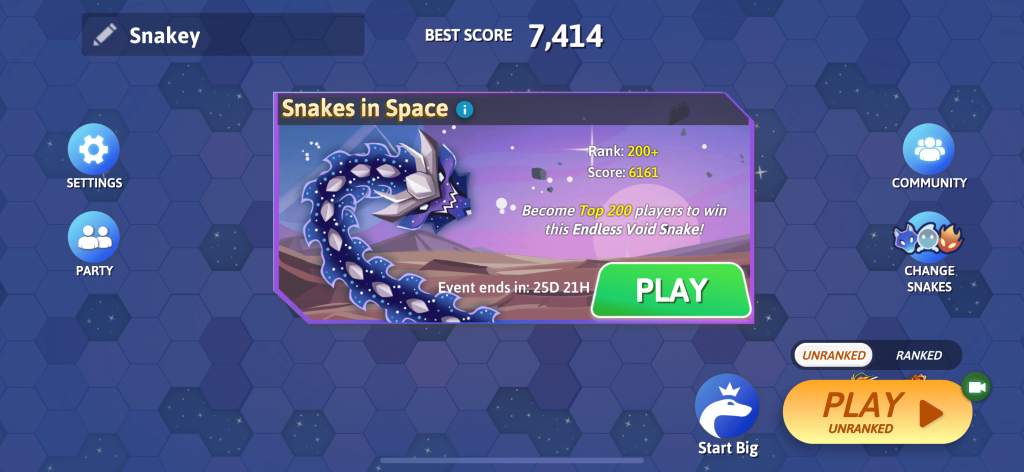 Snakey
BEST SCORE 7,414
Snakes in Space
i
Rank: 200+
Score: 6161
Become Top 200 players to win
this Endless Void Snake!
Event ends in: 25D 21H
PLAY
SETTINGS
PARTY
COMMUNITY
CHANGE
SNAKES
UNRANKED RANKED
PLAY
UNRANKED
Start Big